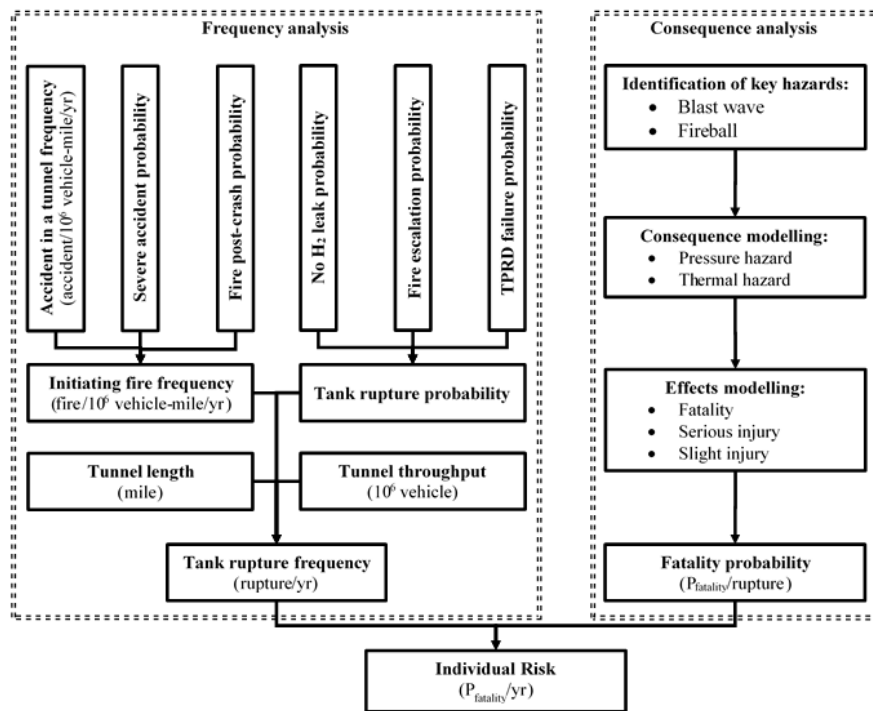 Frequency analysis
Accident in a tunnel frequency
(accident/10⁶ vehicle-mile/yr)
Severe accident probability
Fire post-crash probability
No H₂ leak probability
Fire escalation probability
TPRD failure probability
Initiating fire frequency
(fire/10⁶ vehicle-mile/yr)
Tank rupture probability
Tunnel length
(mile)
Tunnel throughput
(10⁶ vehicle)
Tank rupture frequency
(rupture/yr)
Consequence analysis
Identification of key hazards:
• Blast wave
• Fireball
Consequence modelling:
• Pressure hazard
• Thermal hazard
Effects modelling:
• Fatality
• Serious injury
• Slight injury
Fatality probability
(P_fatality/rupture)
Individual Risk
(P_fatality/yr)